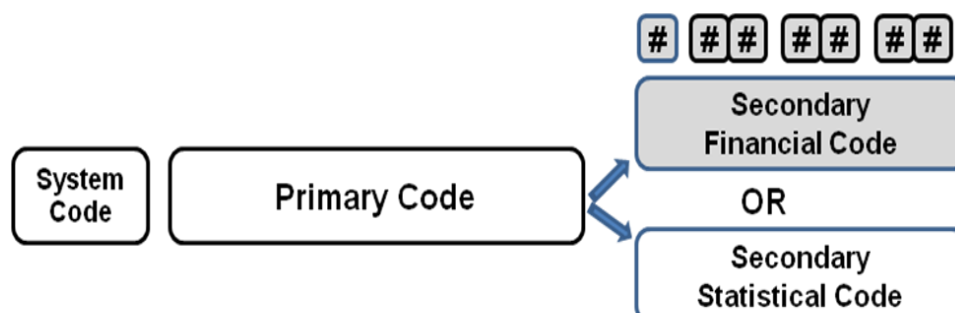 # ## ## ##
Secondary
Financial Code
System
Code
Primary Code
OR
Secondary
Statistical Code